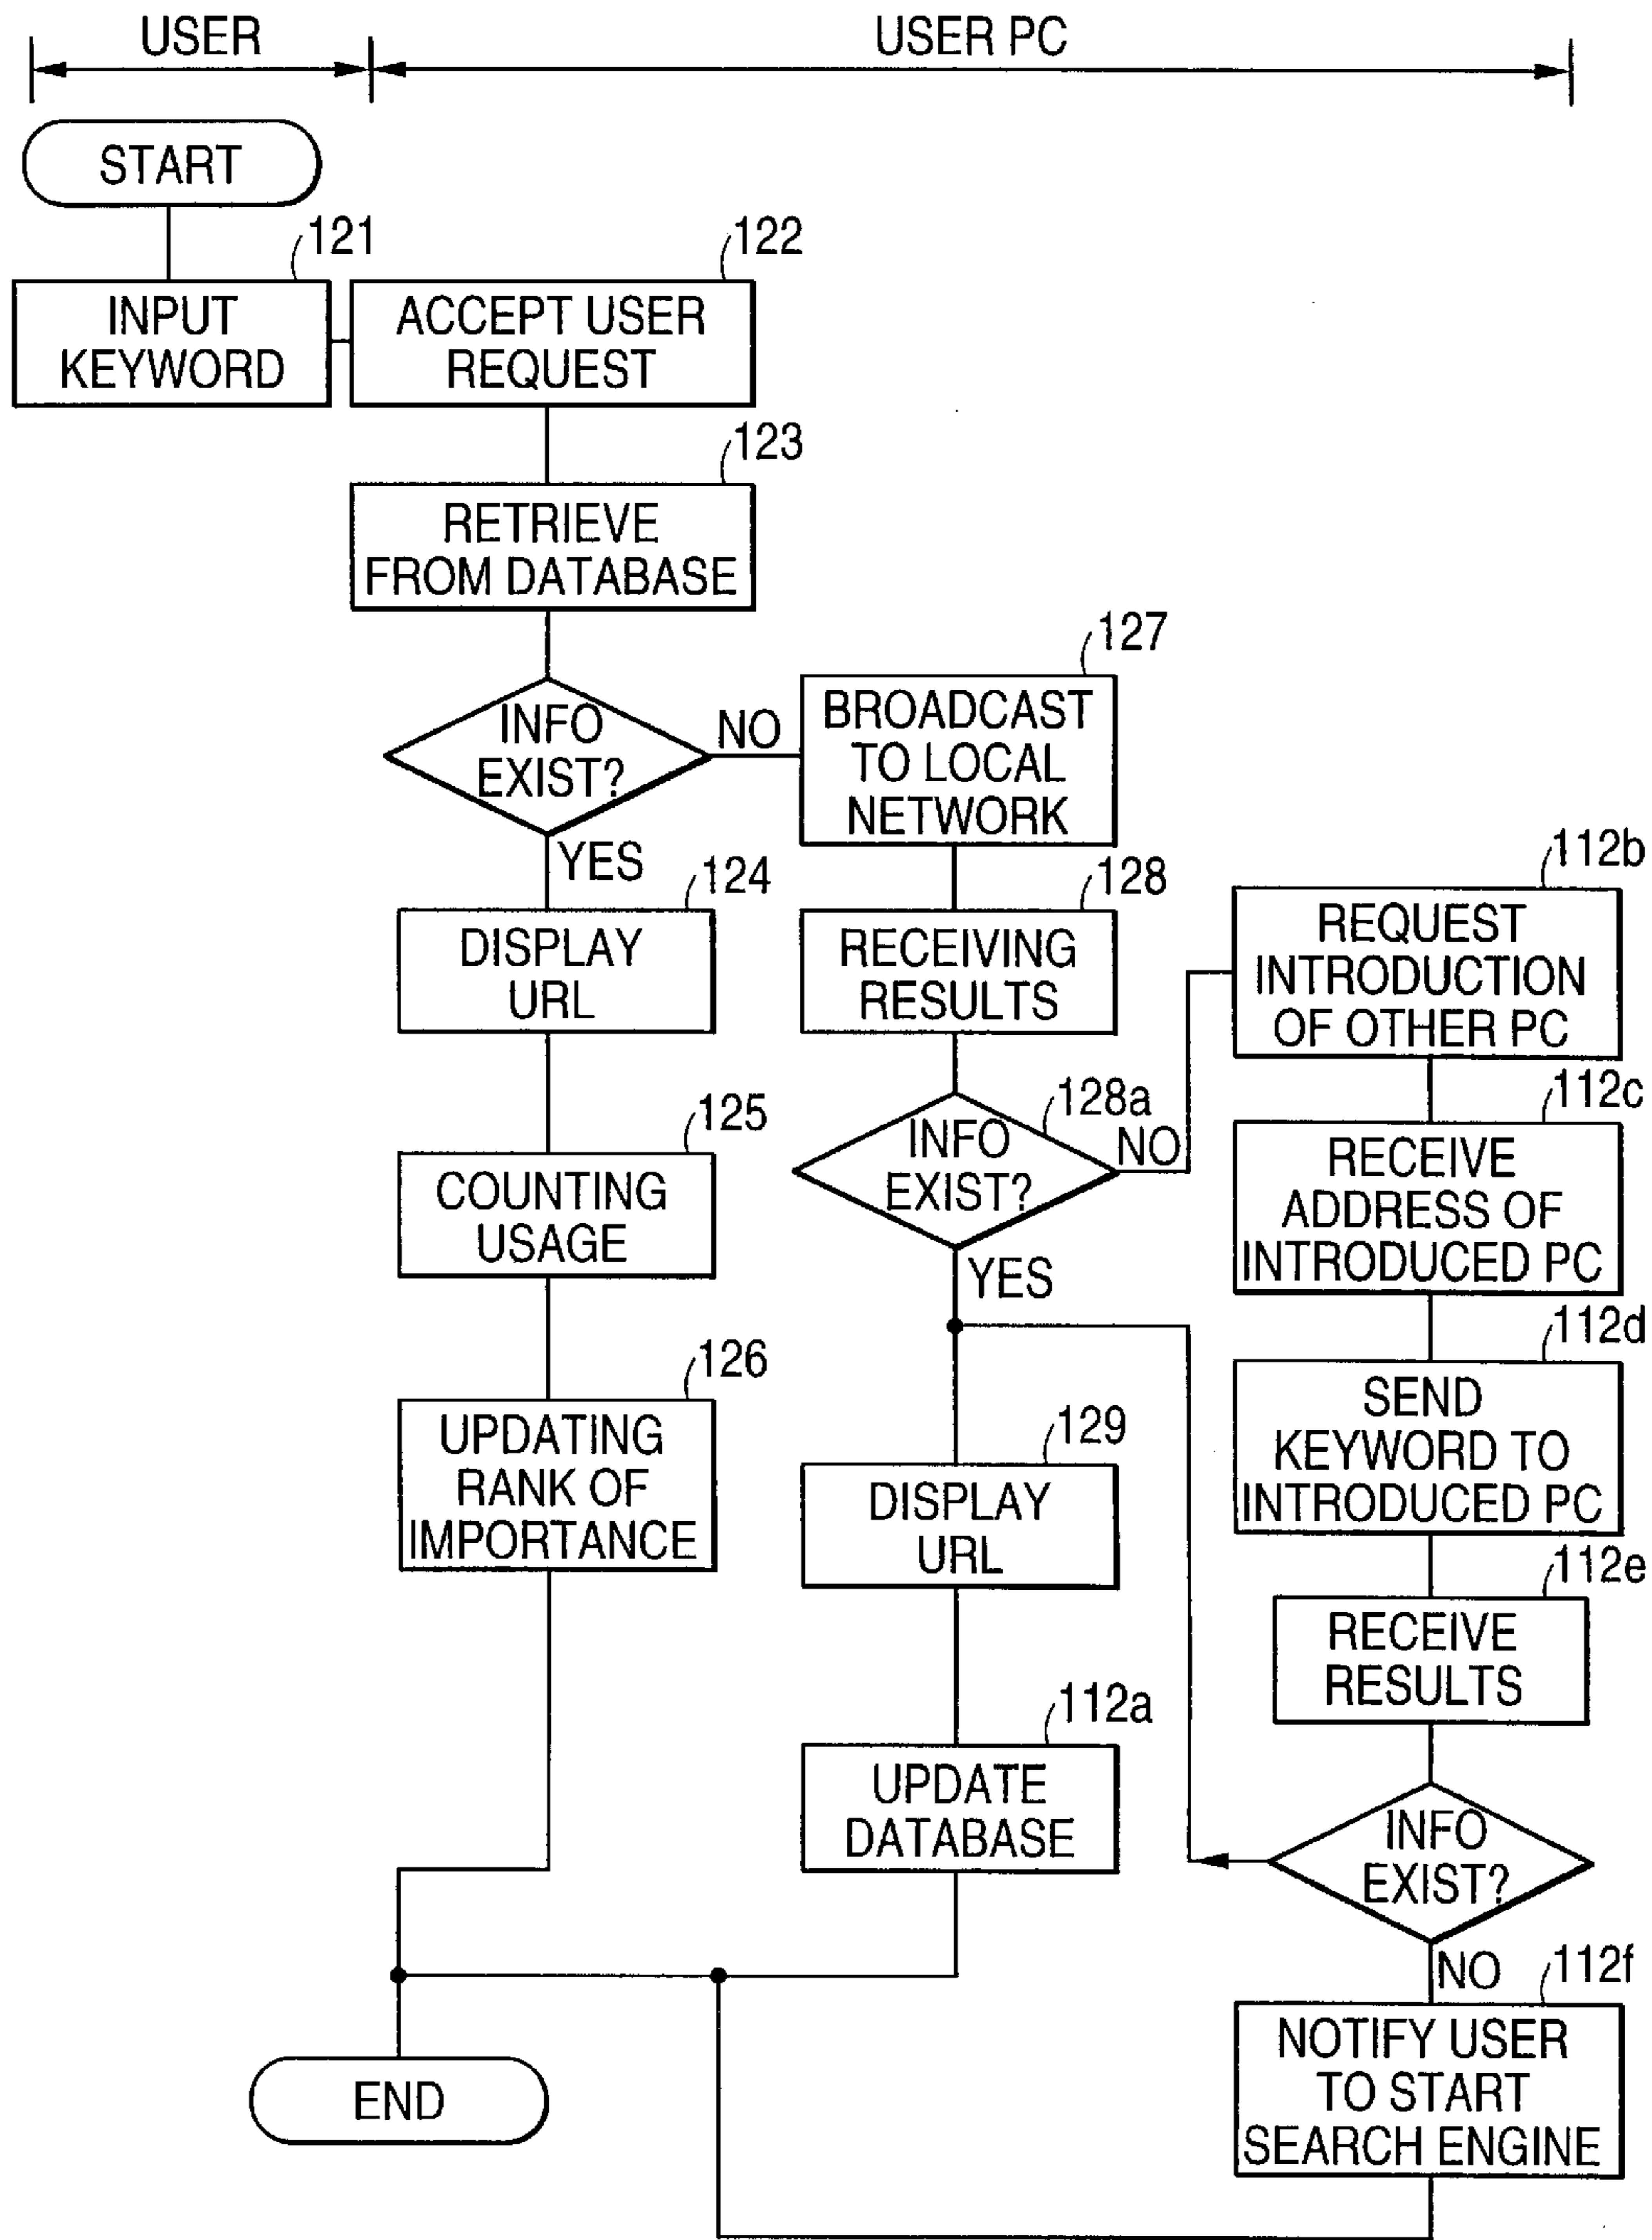 USER
USER PC
START
121
INPUT
KEYWORD
122
ACCEPT USER
REQUEST
123
RETRIEVE
FROM DATABASE
INFO
EXIST?
NO
YES
127
BROADCAST
TO LOCAL
NETWORK
124
DISPLAY
URL
128
RECEIVING
RESULTS
112b
REQUEST
INTRODUCTION
OF OTHER PC
125
COUNTING
USAGE
128a
INFO
EXIST?
NO
YES
112c
RECEIVE
ADDRESS OF
INTRODUCED PC
126
UPDATING
RANK OF
IMPORTANCE
129
DISPLAY
URL
112d
SEND
KEYWORD TO
INTRODUCED PC
112e
RECEIVE
RESULTS
112a
UPDATE
DATABASE
INFO
EXIST?
NO
112f
NOTIFY USER
TO START
SEARCH ENGINE
END